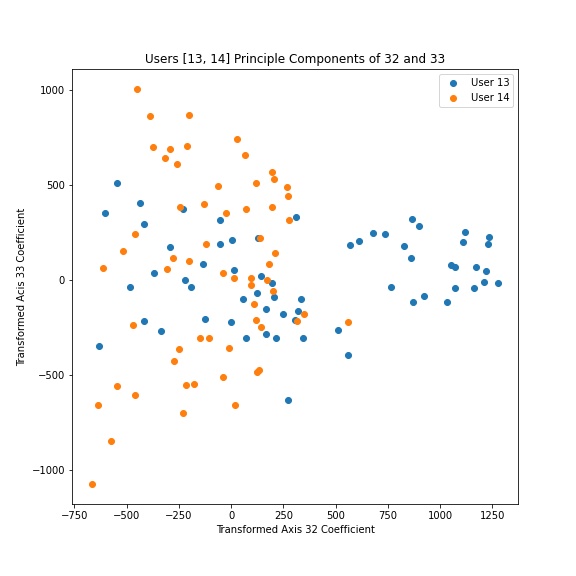 Users [13, 14] Principle Components of 32 and 33
User 13
User 14
1000
500
0
−500
−1000
Transformed Acis 33 Coefficient
−750
−500
−250
0
250
500
750
1000
1250
Transformed Axis 32 Coefficient